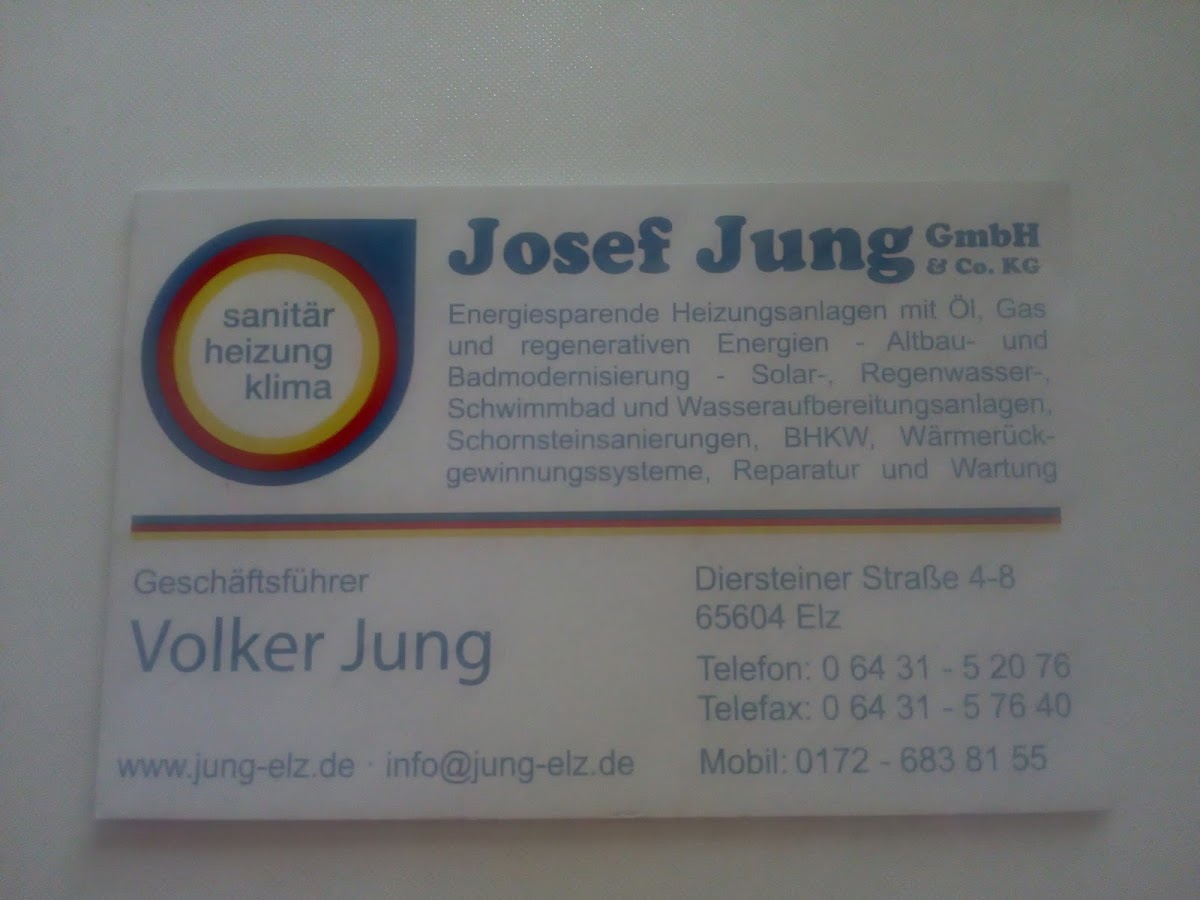 sanitär
heizung
klima
Josef Jung GmbH
& Co. KG
Energiesparende Heizungsanlagen mit Öl, Gas
und regenerativen Energien - Altbau- und
Badmodernisierung - Solar-, Regenwasser-,
Schwimmbad und Wasseraufbereitungsanlagen,
Schornsteinsanierungen, BHKW, Wärmerück-
gewinnungssysteme, Reparatur und Wartung
Geschäftsführer
Volker Jung
www.jung-elz.de · info@jung-elz.de
Diersteiner Straße 4-8
65604 Elz
Telefon: 0 64 31 - 5 20 76
Telefax: 0 64 31 - 5 76 40
Mobil: 0172 - 683 81 55